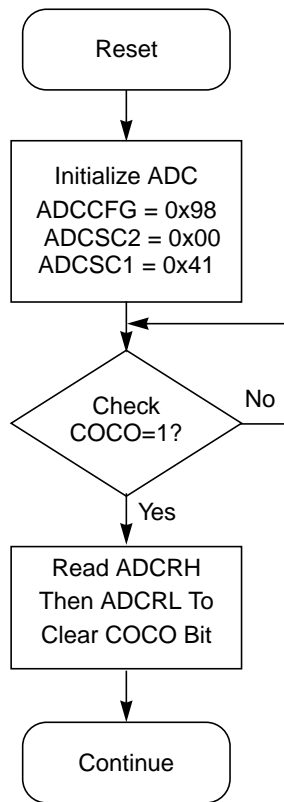 Reset
Initialize ADC
ADCCFG = 0x98
ADCSC2 = 0x00
ADCSC1 = 0x41
Check
COCO=1?
No
Yes
Read ADCRH
Then ADCRL To
Clear COCO Bit
Continue